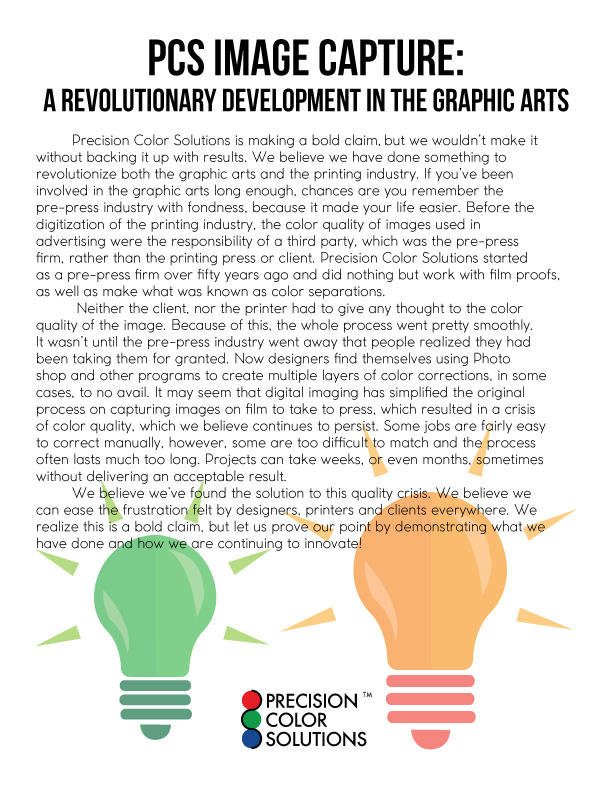 PCS IMAGE CAPTURE:
A REVOLUTIONARY DEVELOPMENT IN THE GRAPHIC ARTS
Precision Color Solutions is making a bold claim, but we wouldn't make it
without backing it up with results. We believe we have done something to
revolutionize both the graphic arts and the printing industry. If you've been
involved in the graphic arts long enough, chances are you remember the
pre-press industry with fondness, because it made your life easier. Before the
digitization of the printing industry, the color quality of images used in
advertising were the responsibility of a third party, which was the pre-press
firm, rather than the printing press or client. Precision Color Solutions started
as a pre-press firm over fifty years ago and did nothing but work with film proofs,
as well as make what was known as color separations.
Neither the client, nor the printer had to give any thought to the color
quality of the image. Because of this, the whole process went pretty smoothly.
It wasn't until the pre-press industry went away that people realized they had
been taking them for granted. Now designers find themselves using Photo
shop and other programs to create multiple layers of color corrections, in some
cases, to no avail. It may seem that digital imaging has simplified the original
process on capturing images on film to take to press, which resulted in a crisis
of color quality, which we believe continues to persist. Some jobs are fairly easy
to correct manually, however, some are too difficult to match and the process
often lasts much too long. Projects can take weeks, or even months, sometimes
without delivering an acceptable result.
We believe we've found the solution to this quality crisis. We believe we
can ease the frustration felt by designers, printers and clients everywhere. We
realize this is a bold claim, but let us prove our point by demonstrating what we
have done and how we are continuing to innovate!
PRECISION ™
COLOR
SOLUTIONS